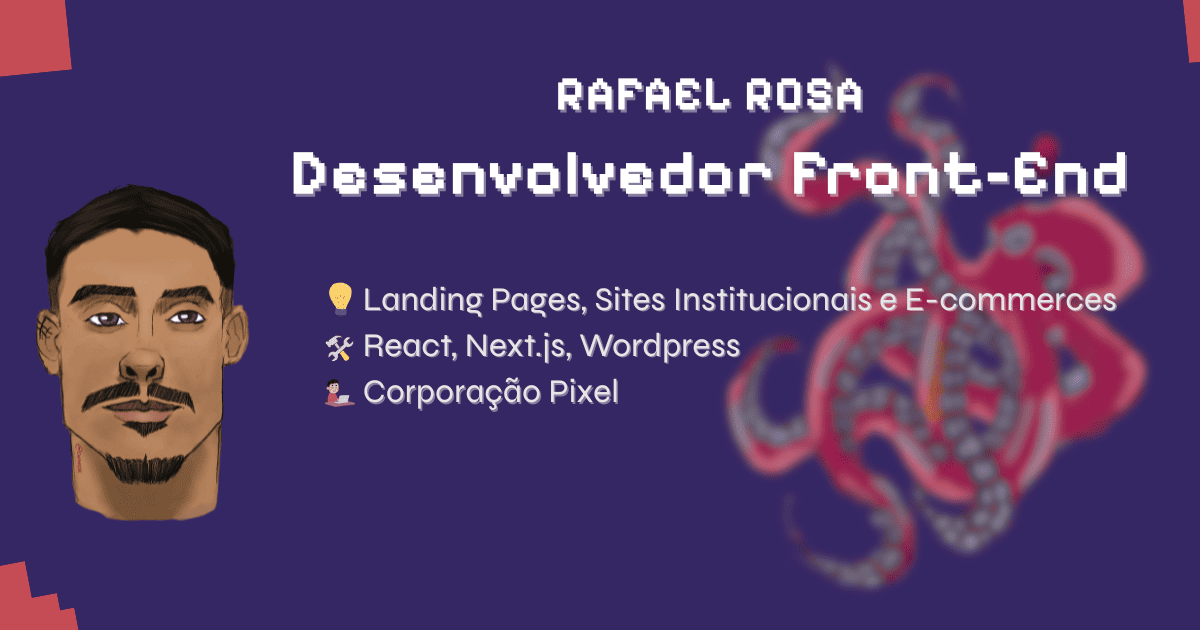 RAFAEL ROSA
Desenvolvedor Front-End
Landing Pages, Sites Institucionais e E-commerces
React, Next.js, Wordpress
Corporação Pixel